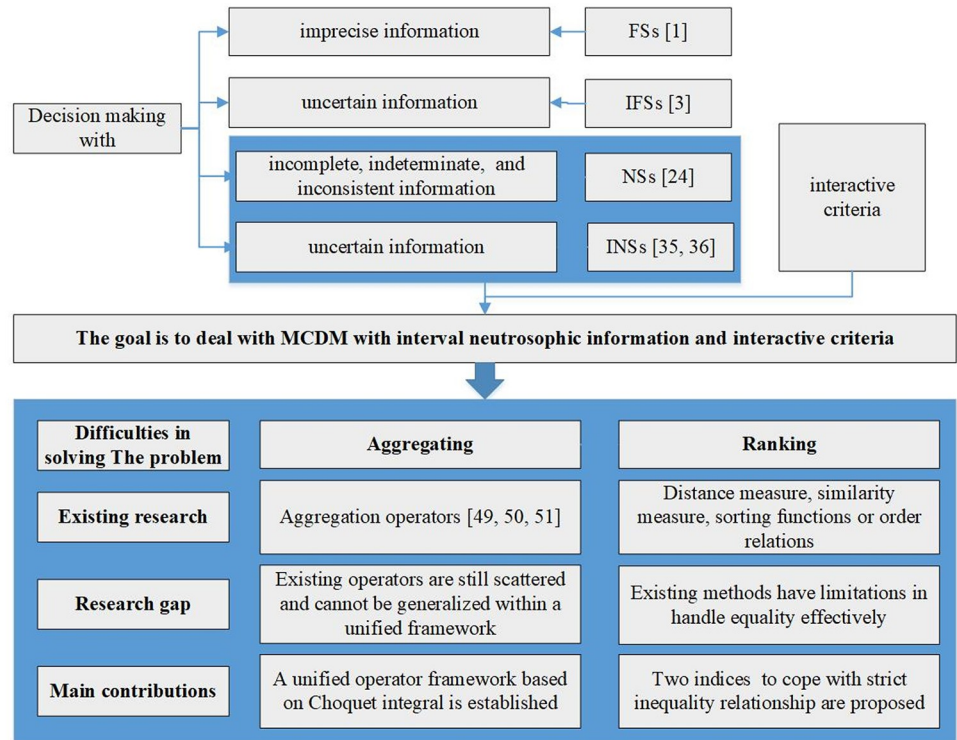 imprecise information
FSs [1]
Decision making
with
uncertain information
IFSs [3]
incomplete, indeterminate, and
inconsistent information
NSs [24]
interactive
criteria
uncertain information
INSs [35, 36]
The goal is to deal with MCDM with interval neutrosophic information and interactive criteria
Difficulties in
solving The problem
Aggregating
Ranking
Existing research
Aggregation operators [49, 50, 51]
Distance measure, similarity
measure, sorting functions or order
relations
Research gap
Existing operators are still scattered
and cannot be generalized within a
unified framework
Existing methods have limitations in
handle equality effectively
Main contributions
A unified operator framework based
on Choquet integral is established
Two indices to cope with strict
inequality relationship are proposed